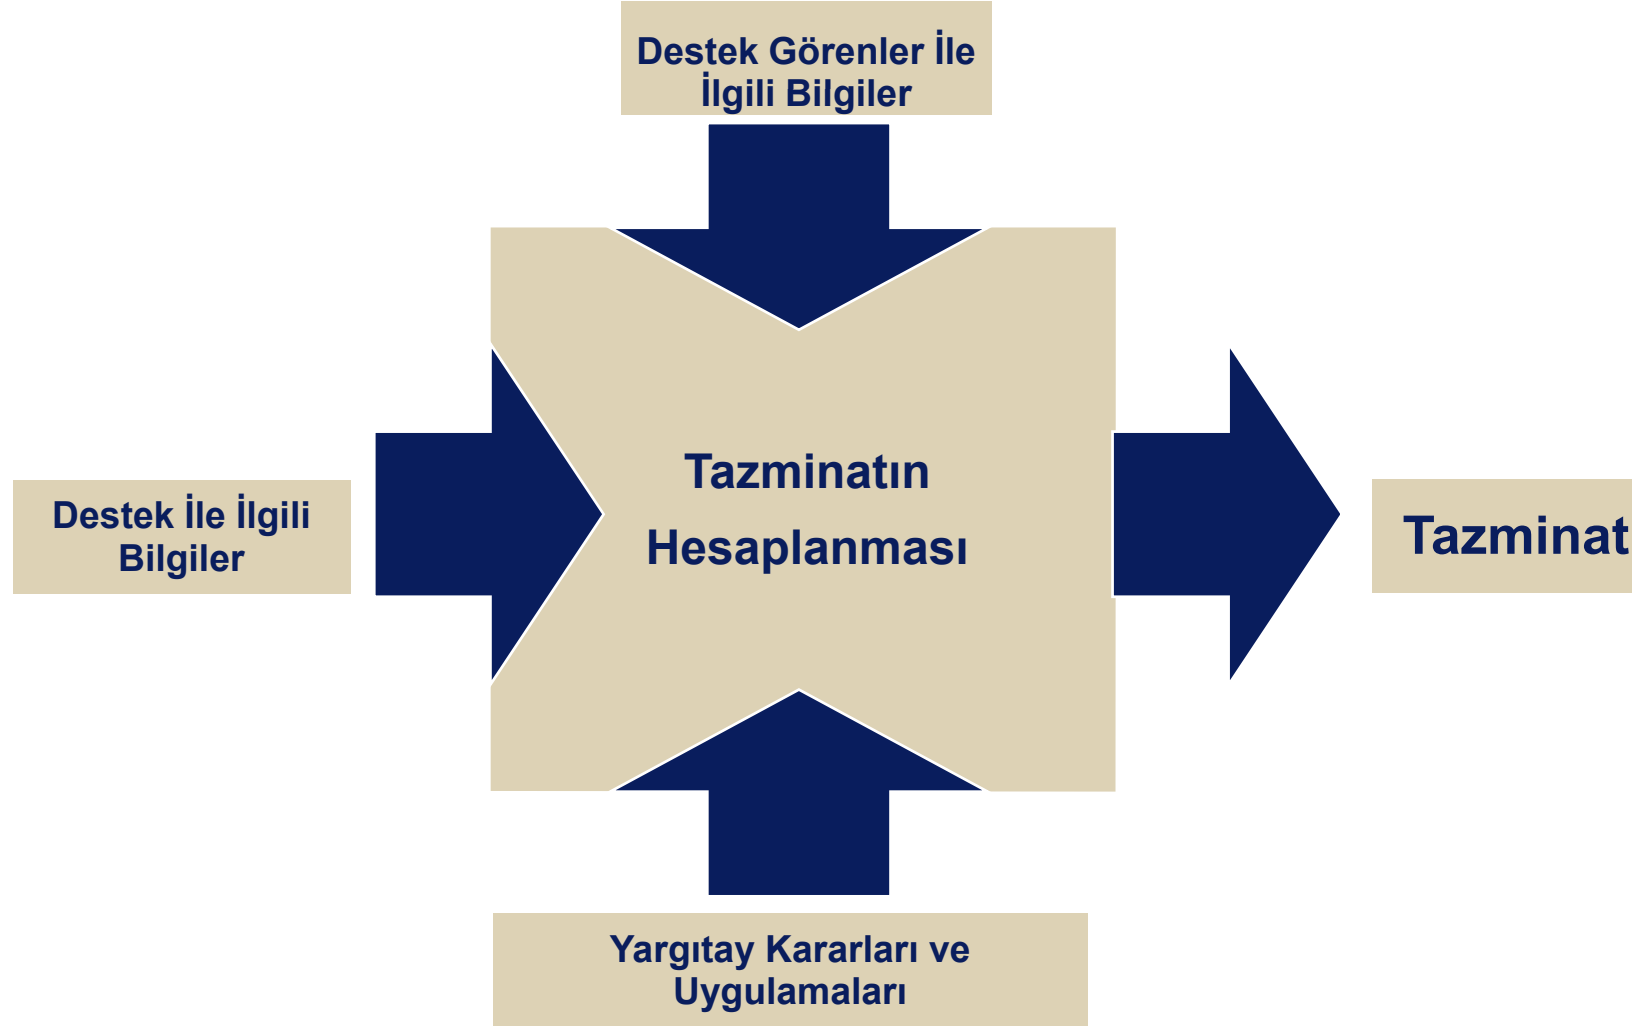 Destek Görenler İle
İlgili Bilgiler
Destek İle İlgili
Bilgiler
Tazminatın
Hesaplanması
Tazminat
Yargıtay Kararları ve
Uygulamaları